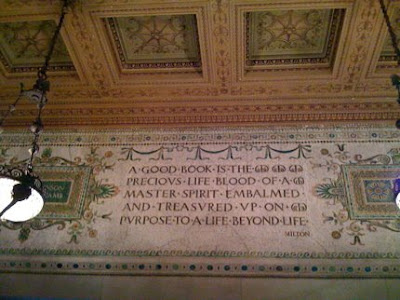 A·GOOD·BOOK·IS·THE
PRECIOVS·LIFE·BLOOD·OF·A
MASTER·SPIRIT·EMBALMED
AND·TREASVRED·VP·ON·A
PVRPOSE·TO·A·LIFE·BEYOND·LIFE
MILTON